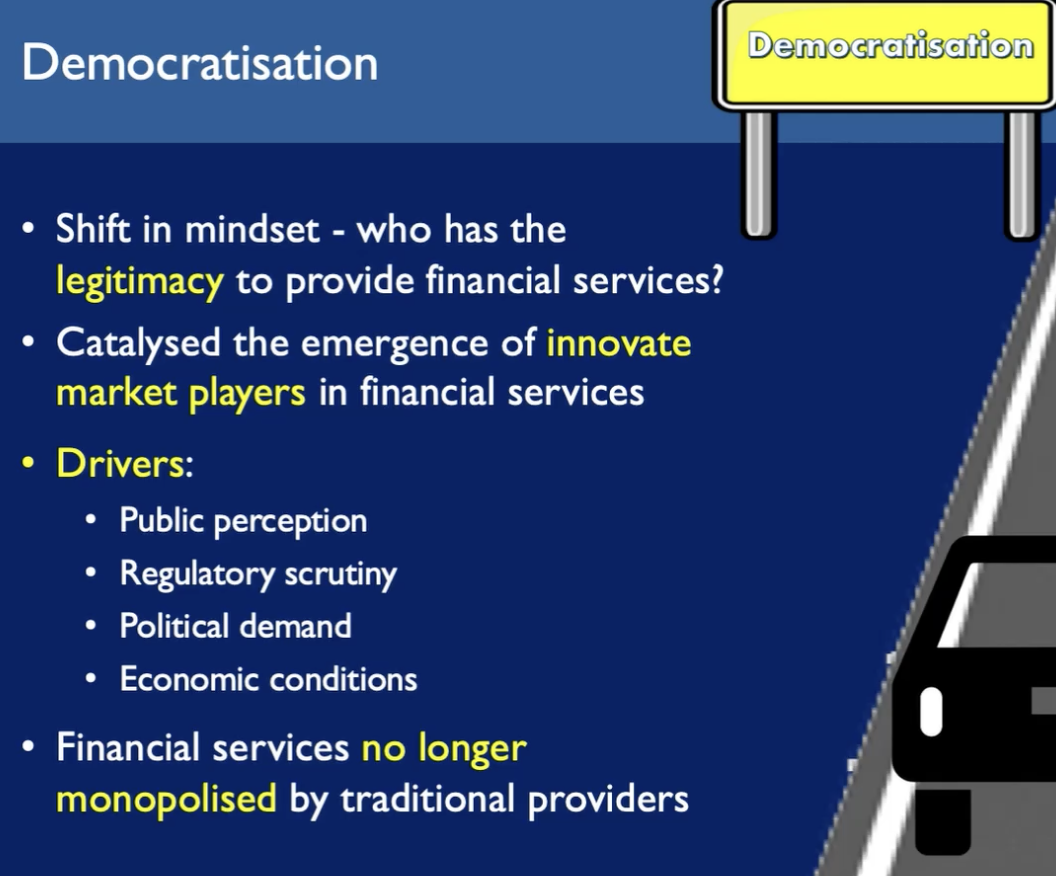 Democratisation
Democratisation
• Shift in mindset - who has the
legitimacy to provide financial services?
• Catalysed the emergence of innovate
market players in financial services
• Drivers:
• Public perception
• Regulatory scrutiny
• Political demand
• Economic conditions
• Financial services no longer
monopolised by traditional providers